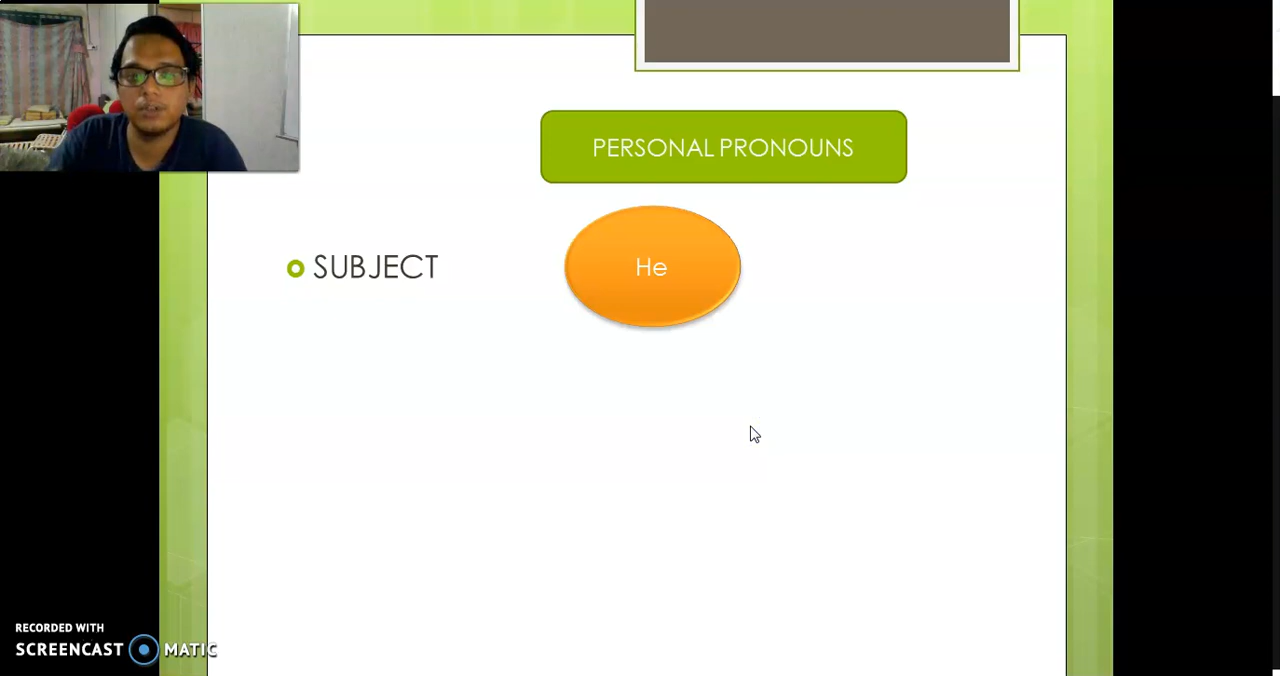 PERSONAL PRONOUNS
SUBJECT
He
RECORDED WITH
SCREENCAST MATIC